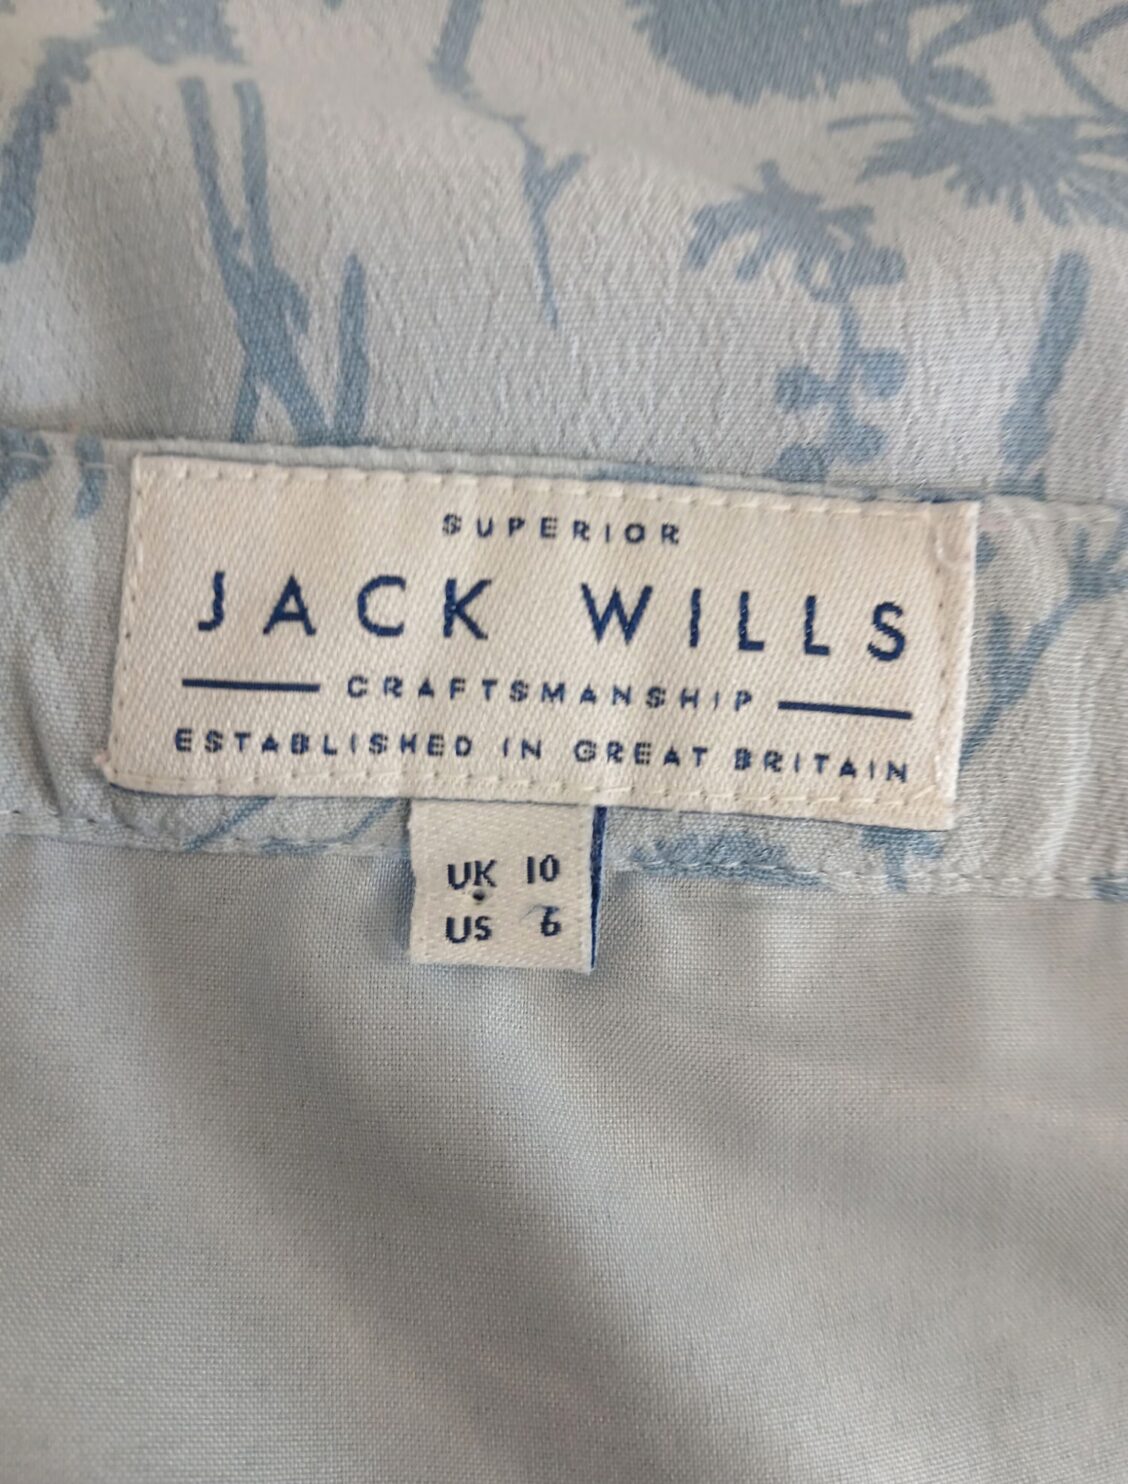 SUPERIOR
JACK WILLS
CRAFTSMANSHIP
ESTABLISHED IN GREAT BRITAIN
UK 10
US 6